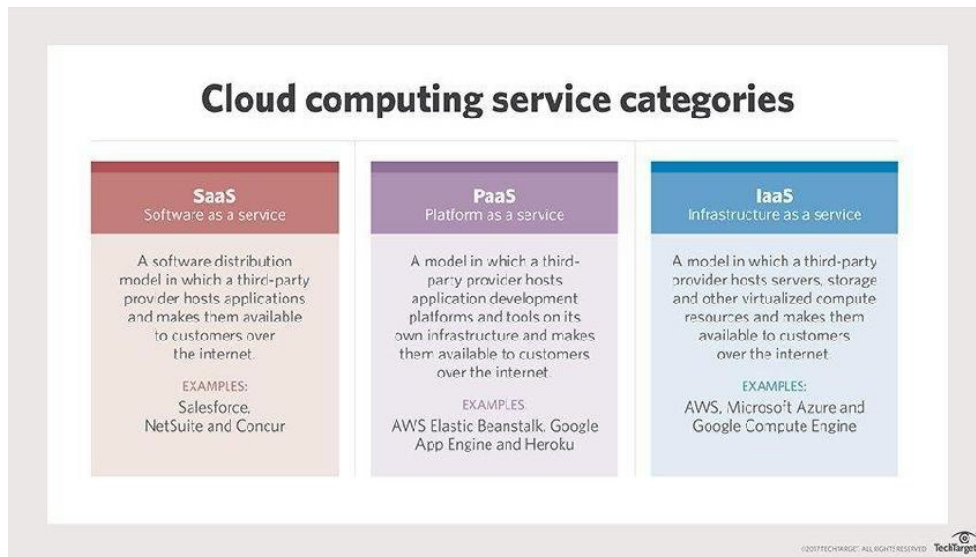 Cloud computing service categories
SaaS
Software as a service
A software distribution
model in which a third-party
provider hosts applications
and makes them available
to customers over
the internet.
EXAMPLES:
Salesforce,
NetSuite and Concur
PaaS
Platform as a service
A model in which a third-
party provider hosts
application development
platforms and tools on its
own infrastructure and makes
them available to customers
over the internet.
EXAMPLES
AWS Elastic Beanstalk, Google
App Engine and Heroku
IaaS
Infrastructure as a service
A model in which a third-party
provider hosts servers, storage
and other virtualized compute
resources and makes them
available to customers
over the internet
EXAMPLES:
AWS, Microsoft Azure and
Google Compute Engine
©2017 TECHTARGET. ALL RIGHTS RESERVED TechTarget